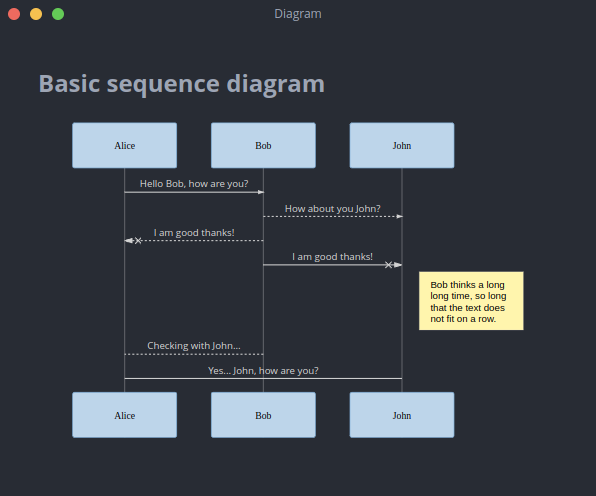 Diagram
Basic sequence diagram
Alice
Bob
John
Hello Bob, how are you?
How about you John?
I am good thanks!
I am good thanks!
Bob thinks a long
long time, so long
that the text does
not fit on a row.
Checking with John...
Yes... John, how are you?
Alice
Bob
John